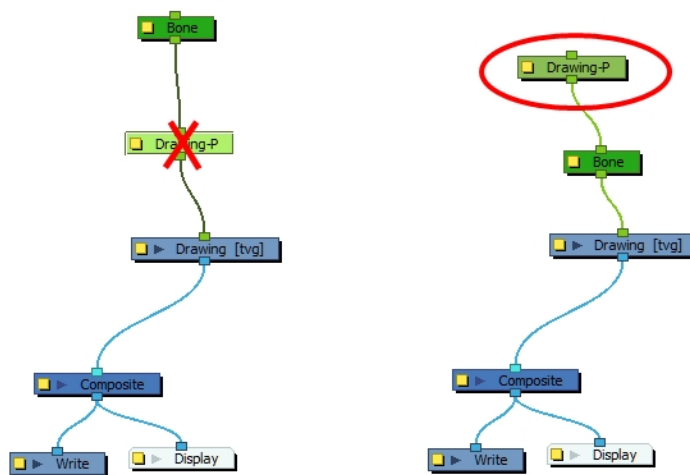 Bone
Drawing-P
Drawing [tvg]
Composite
Write
Display
Drawing-P
Bone
Drawing [tvg]
Composite
Write
Display